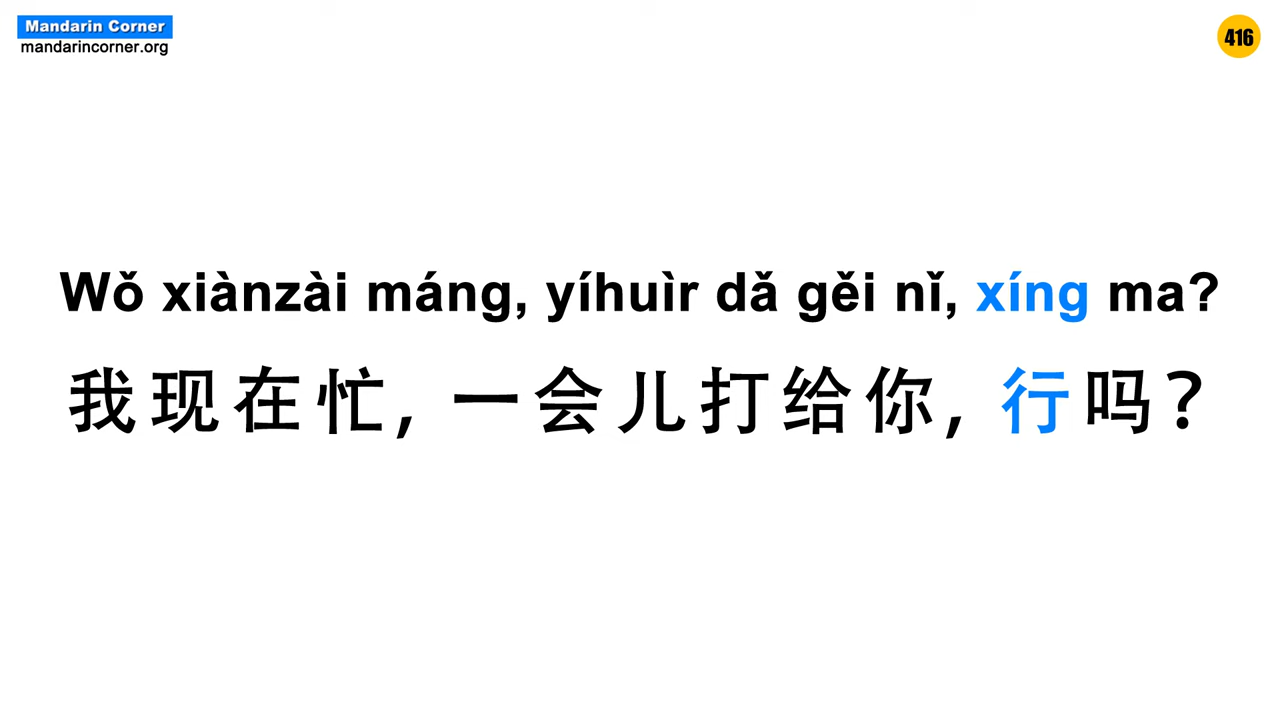 Mandarin Corner
mandarincorner.org
416
Wǒ xiànzài máng, yíhuìr dǎ gěi nǐ, xíng ma?
我现在忙, 一会儿打给你, 行吗?